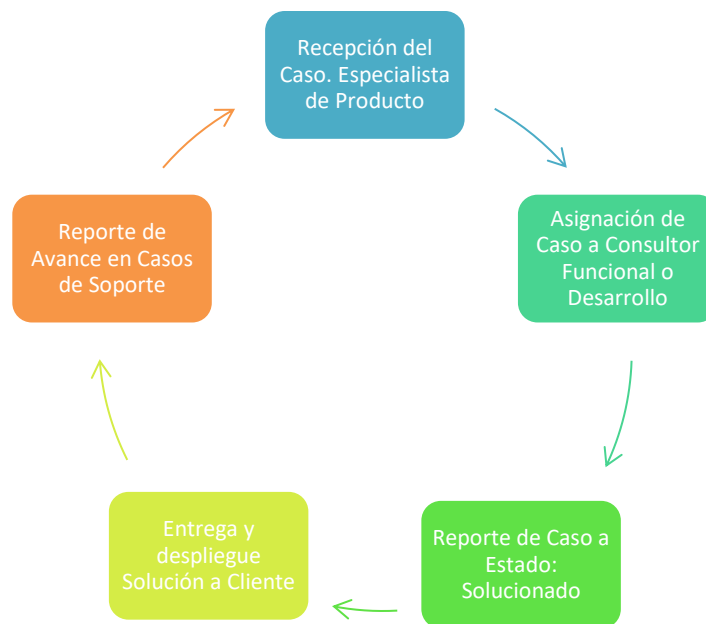 Recepción del
Caso. Especialista
de Producto
Asignación de
Caso a Consultor
Funcional o
Desarrollo
Reporte de Caso a
Estado:
Solucionado
Entrega y
despliegue
Solución a Cliente
Reporte de
Avance en Casos
de Soporte